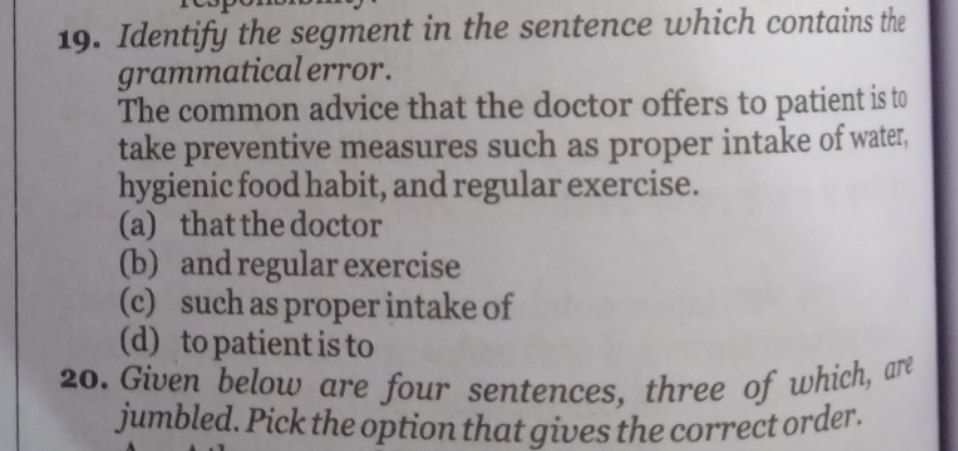 19. Identify the segment in the sentence which contains the
grammatical error.
The common advice that the doctor offers to patient is to
take preventive measures such as proper intake of water,
hygienic food habit, and regular exercise.
(a) that the doctor
(b) and regular exercise
(c) such as proper intake of
(d) to patient is to
20. Given below are four sentences, three of which, are
jumbled. Pick the option that gives the correct order.